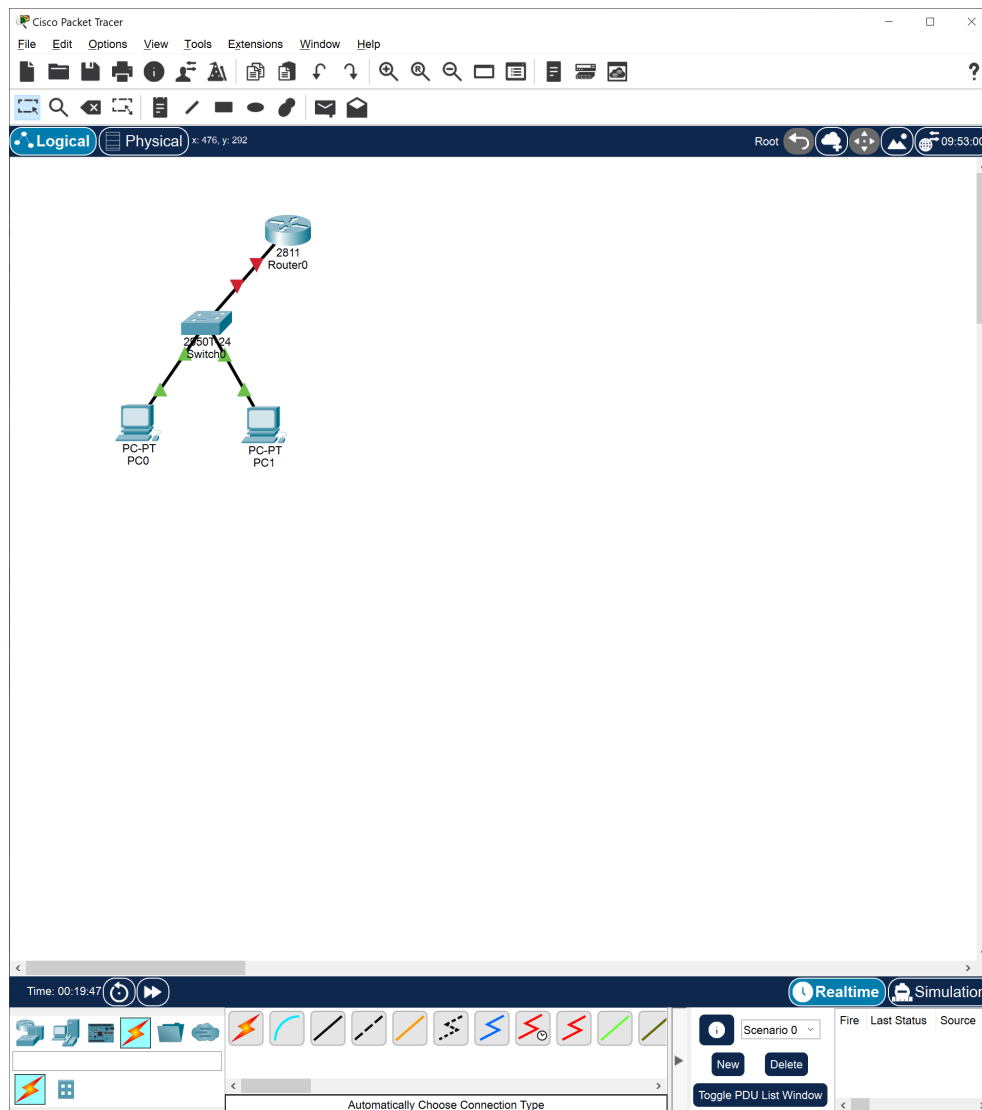 Cisco Packet Tracer
File Edit Options View Tools Extensions Window Help
?
Logical Physical x: 476, y: 292 Root 09:53:00
2811
Router0
2950T-24
Switch0
PC-PT
PC0
PC-PT
PC1
Time: 00:19:47 Realtime Simulation
Scenario 0
Fire Last Status Source
New Delete
Toggle PDU List Window
Automatically Choose Connection Type